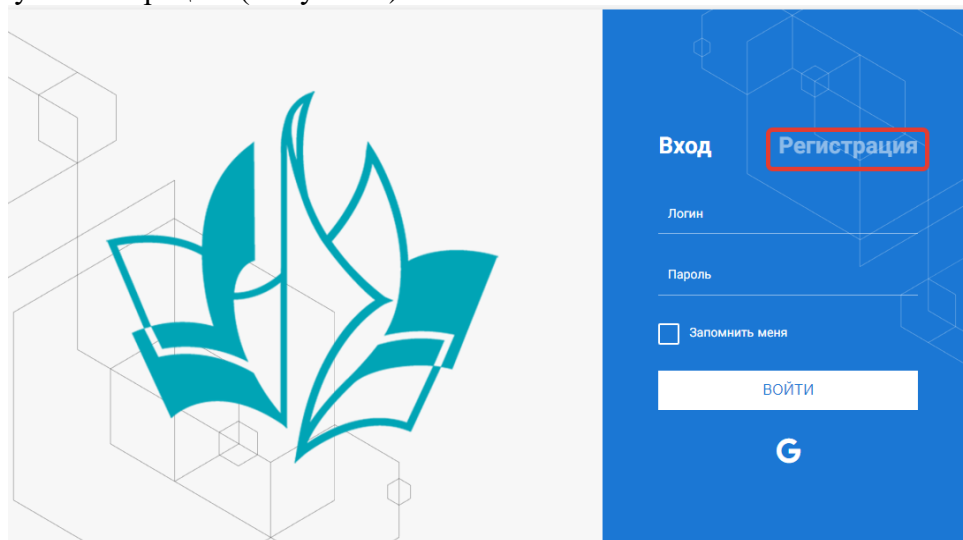 Вход Регистрация
Логин
Пароль
Запомнить меня
ВОЙТИ
G